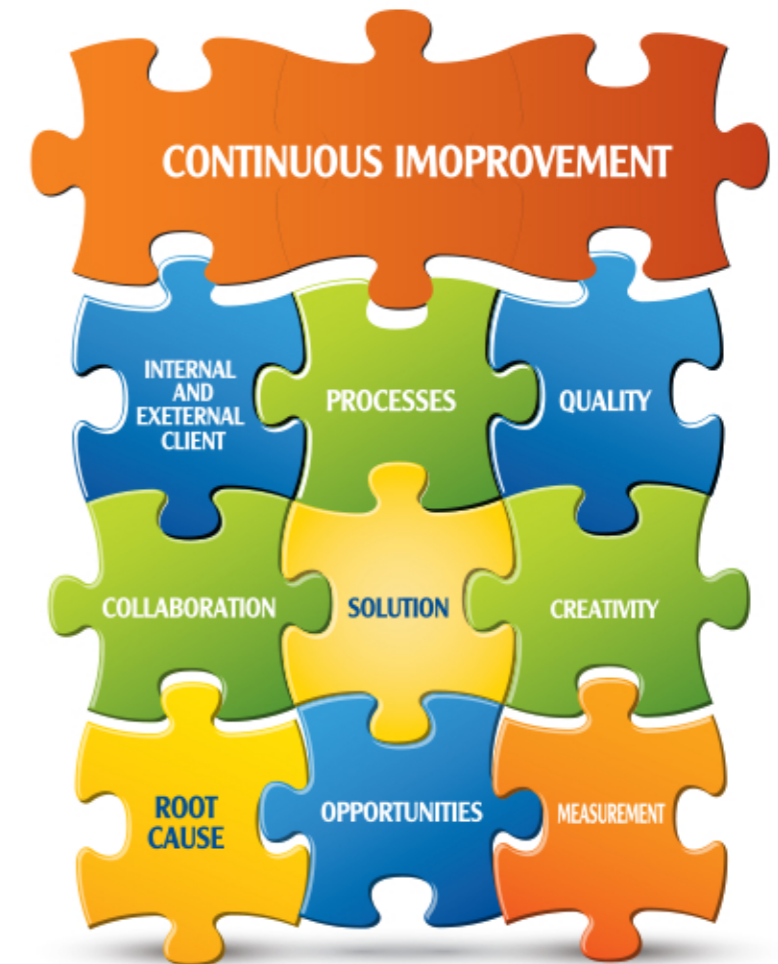 CONTINUOUS IMOPROVEMENT
INTERNAL
AND
EXETERNAL
CLIENT
PROCESSES
QUALITY
COLLABORATION
SOLUTION
CREATIVITY
ROOT
CAUSE
OPPORTUNITIES
MEASUREMENT